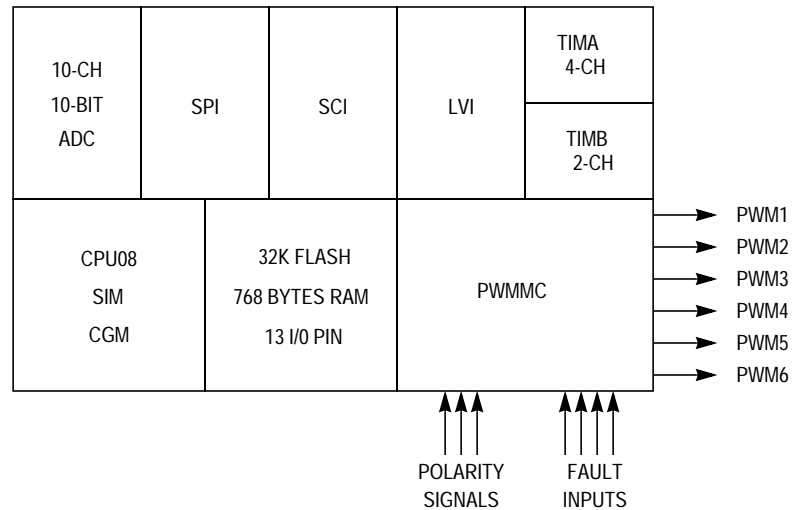 10-CH
10-BIT
ADC
SPI
SCI
LVI
TIMA
4-CH
TIMB
2-CH
CPU08
SIM
CGM
32K FLASH
768 BYTES RAM
13 I/0 PIN
PWMMC
PWM1
PWM2
PWM3
PWM4
PWM5
PWM6
POLARITY
SIGNALS
FAULT
INPUTS